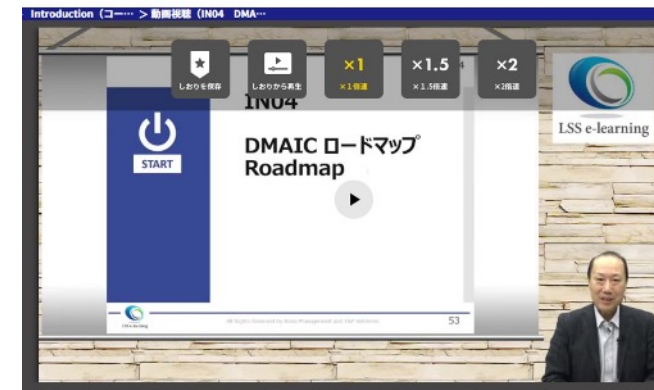 Introduction（コー… ＞ 動画視聴（IN04 DMA…
しおりを保存
しおりから再生
×1
×1倍速
×1.5
×1.5倍速
×2
×2倍速
IN04
DMAIC ロードマップ
Roadmap
START
LSS e-learning
53